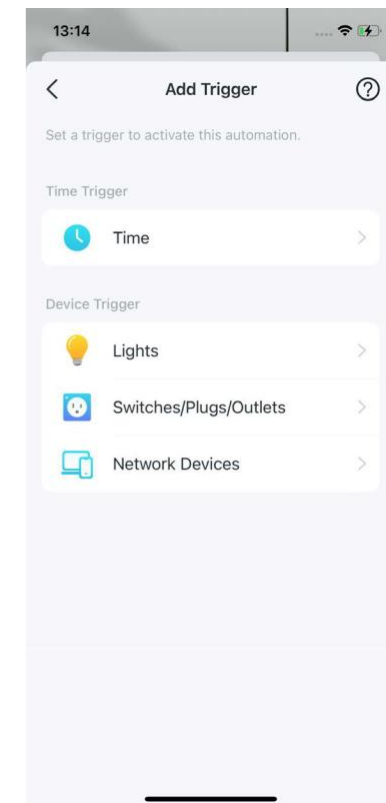 13:14
Add Trigger
Set a trigger to activate this automation.
Time Trigger
Time
Device Trigger
Lights
Switches/Plugs/Outlets
Network Devices